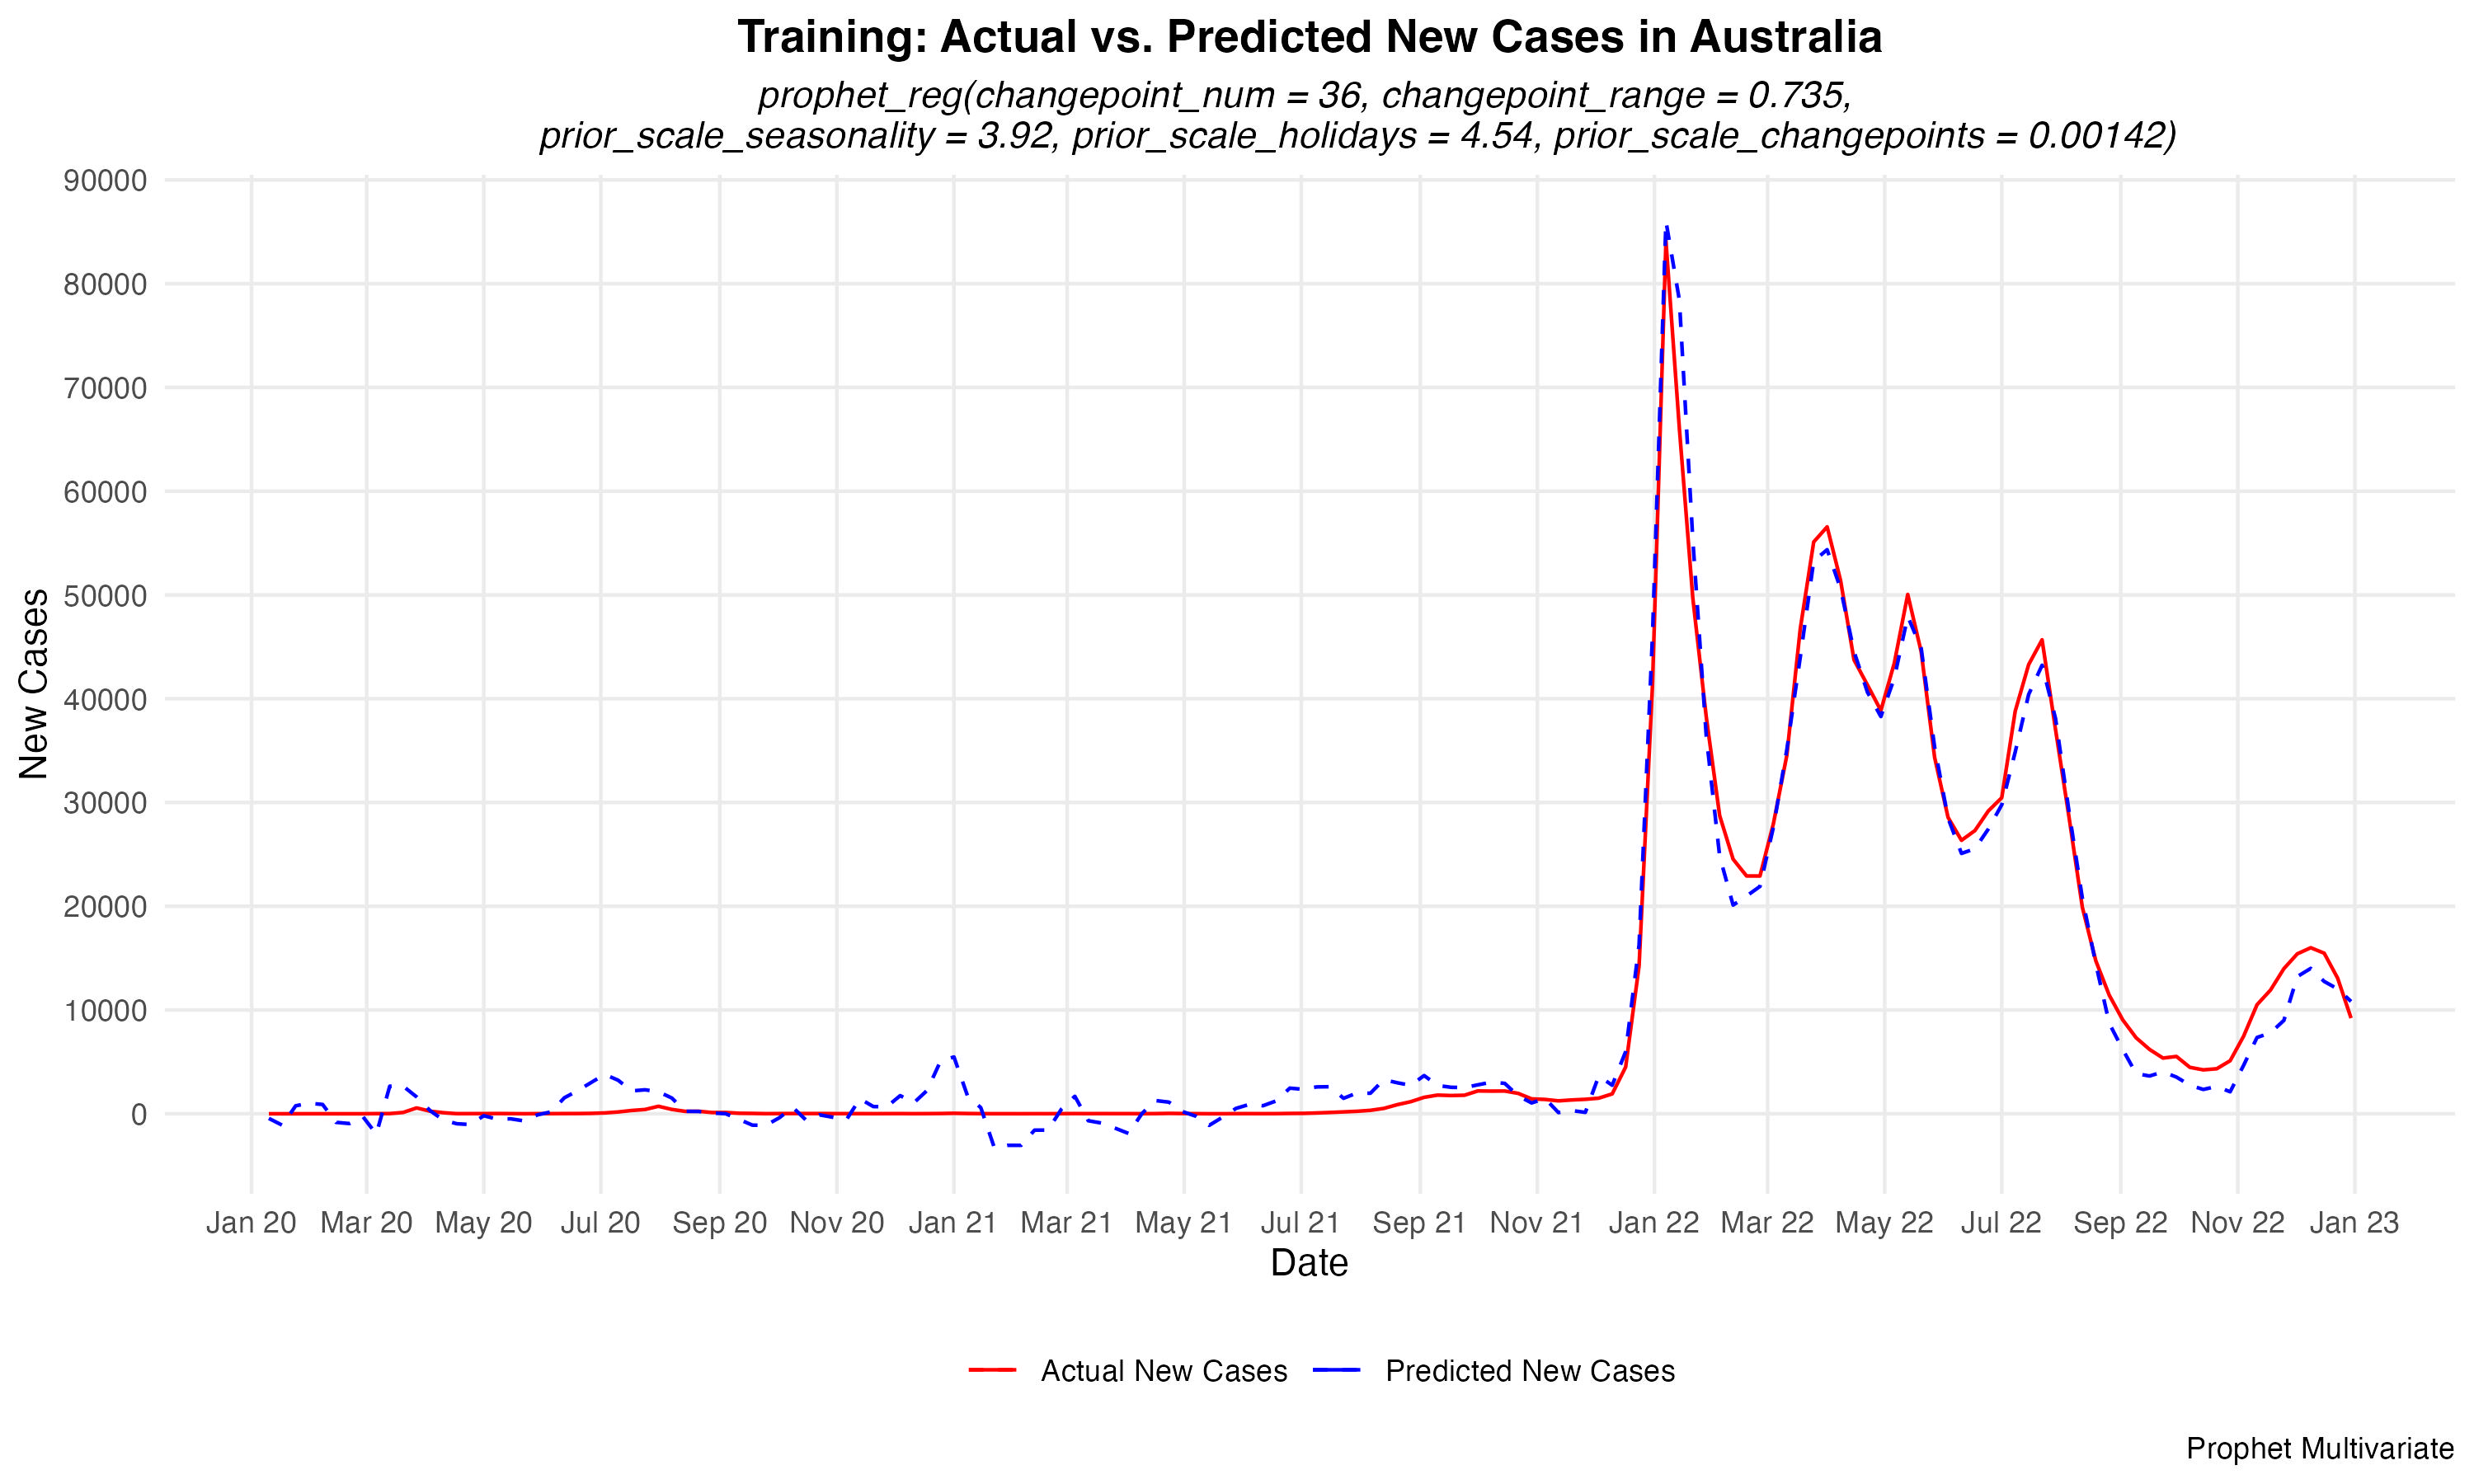 Training: Actual vs. Predicted New Cases in Australia
prophet_reg(changepoint_num = 36, changepoint_range = 0.735,
prior_scale_seasonality = 3.92, prior_scale_holidays = 4.54, prior_scale_changepoints = 0.00142)
90000
80000
70000
60000
50000
40000
30000
20000
10000
0
New Cases
Jan 20 Mar 20 May 20 Jul 20 Sep 20 Nov 20 Jan 21 Mar 21 May 21 Jul 21 Sep 21 Nov 21 Jan 22 Mar 22 May 22 Jul 22 Sep 22 Nov 22 Jan 23
Date
Actual New Cases Predicted New Cases
Prophet Multivariate